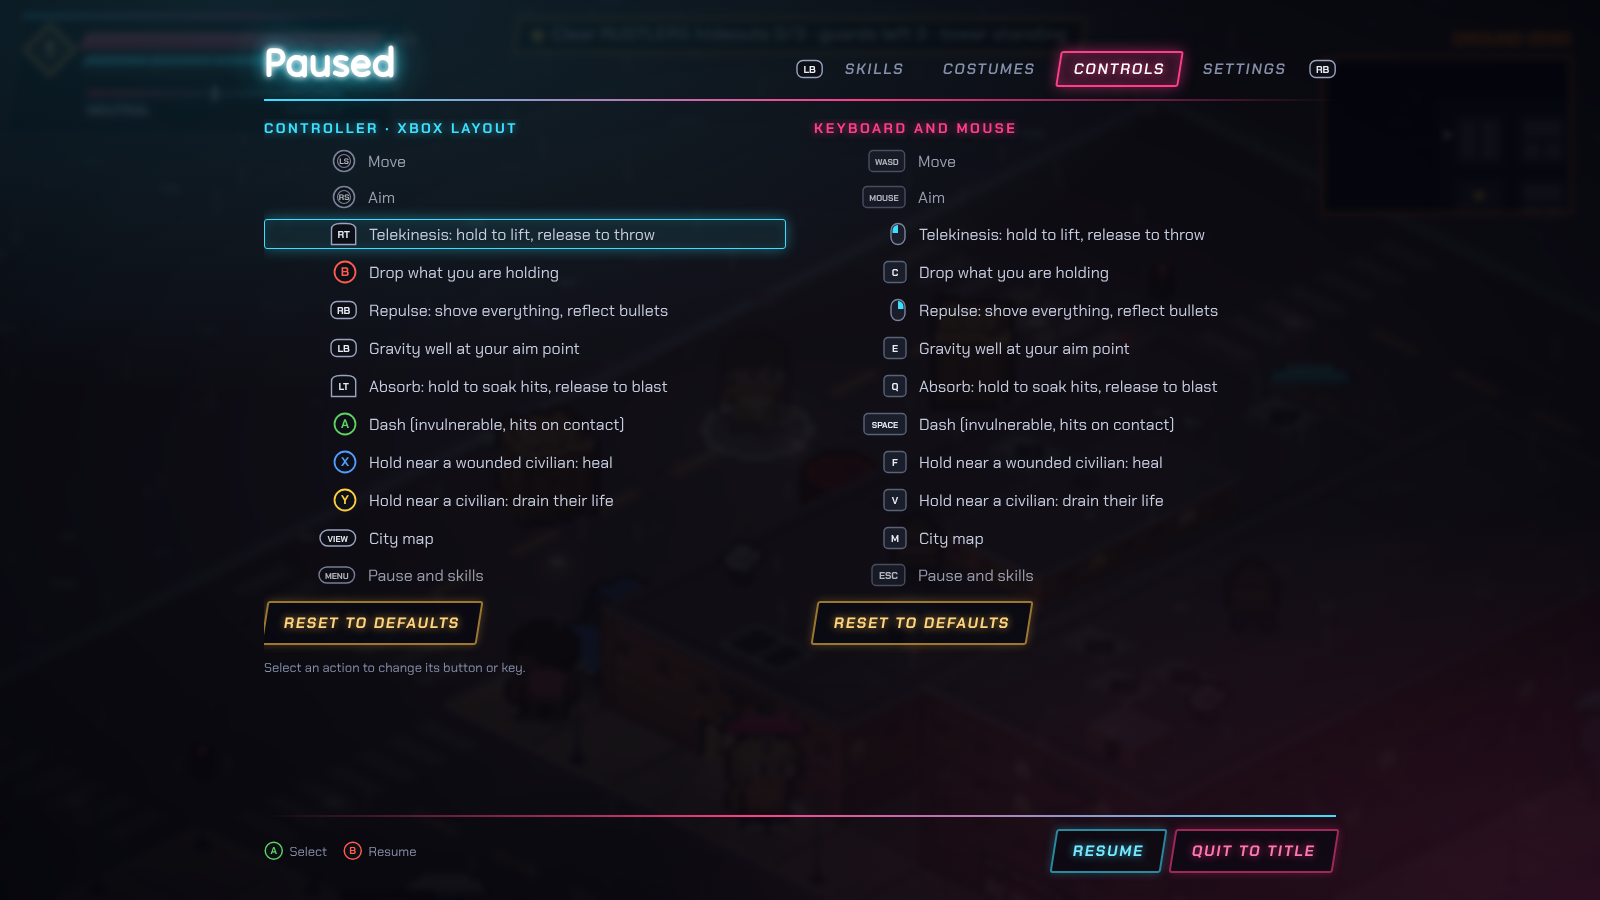 Paused
LB SKILLS COSTUMES CONTROLS SETTINGS RB
CONTROLLER · XBOX LAYOUT
LS Move
RS Aim
RT Telekinesis: hold to lift, release to throw
B Drop what you are holding
RB Repulse: shove everything, reflect bullets
LB Gravity well at your aim point
LT Absorb: hold to soak hits, release to blast
A Dash (invulnerable, hits on contact)
X Hold near a wounded civilian: heal
Y Hold near a civilian: drain their life
VIEW City map
MENU Pause and skills
RESET TO DEFAULTS
Select an action to change its button or key.
KEYBOARD AND MOUSE
WASD Move
MOUSE Aim
Telekinesis: hold to lift, release to throw
C Drop what you are holding
Repulse: shove everything, reflect bullets
E Gravity well at your aim point
Q Absorb: hold to soak hits, release to blast
SPACE Dash (invulnerable, hits on contact)
F Hold near a wounded civilian: heal
V Hold near a civilian: drain their life
M City map
ESC Pause and skills
RESET TO DEFAULTS
A Select B Resume
RESUME QUIT TO TITLE